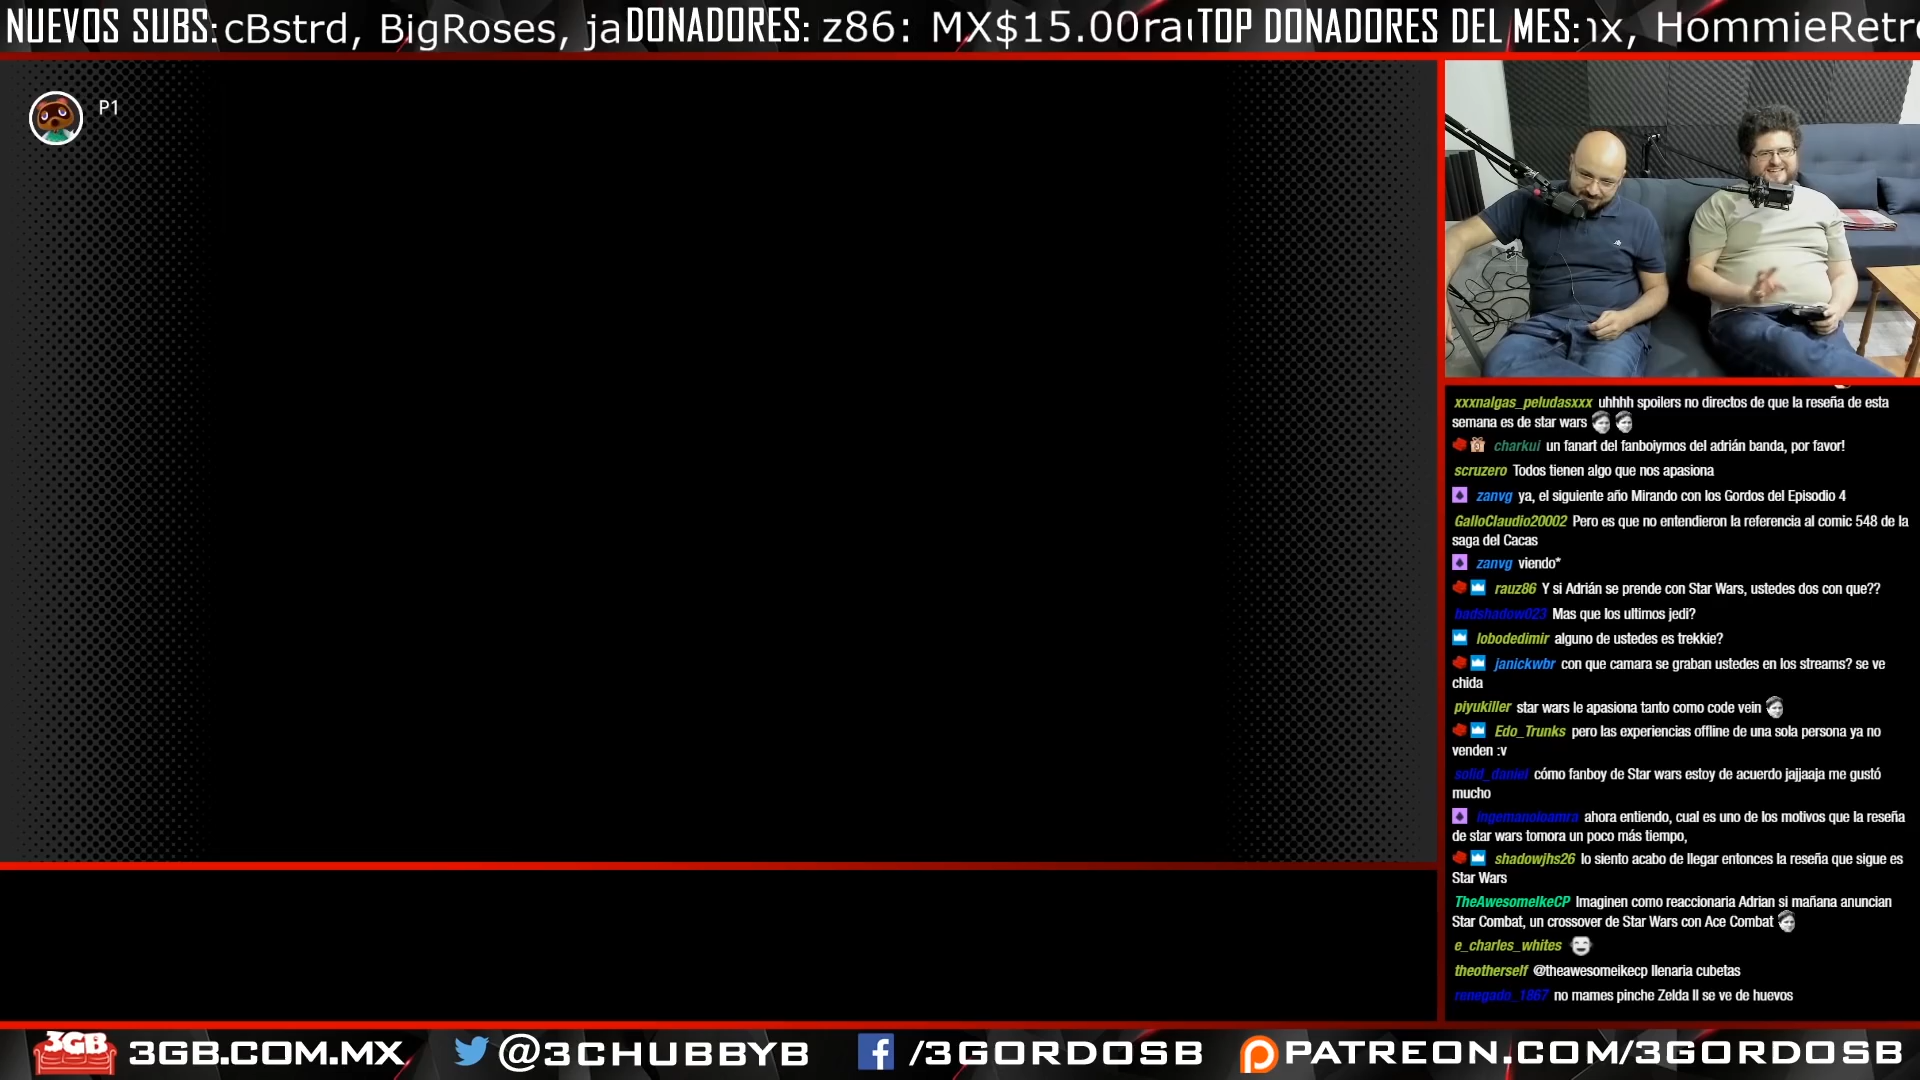 NUEVOS SUBS: cBstrd, BigRoses, ja DONADORES: z86: MX$15.00rau TOP DONADORES DEL MES: nx, HommieRetro
P1
xxxnalgas_peludasxxx uhhhh spoilers no directos de que la reseña de esta
semana es de star wars
charkui un fanart del fanboiymos del adrián banda, por favor!
scruzero Todos tienen algo que nos apasiona
zanvg ya, el siguiente año Mirando con los Gordos del Episodio 4
GalloClaudio20002 Pero es que no entendieron la referencia al comic 548 de la
saga del Cacas
zanvg viendo*
rauz86 Y si Adrián se prende con Star Wars, ustedes dos con que??
badshadow023 Mas que los ultimos jedi?
lobodedimir alguno de ustedes es trekkie?
janickwbr con que camara se graban ustedes en los streams? se ve
chida
piyukiller star wars le apasiona tanto como code vein
Edo_Trunks pero las experiencias offline de una sola persona ya no
venden :v
solid_daniel cómo fanboy de Star wars estoy de acuerdo jajjaaja me gustó
mucho
ingemanoloamra ahora entiendo, cual es uno de los motivos que la reseña
de star wars tomora un poco más tiempo,
shadowjhs26 lo siento acabo de llegar entonces la reseña que sigue es
Star Wars
TheAwesomeIkeCP Imaginen como reaccionaria Adrian si mañana anuncian
Star Combat, un crossover de Star Wars con Ace Combat
e_charles_whites
theotherself @theawesomeikecp llenaria cubetas
renegado_1867 no mames pinche Zelda II se ve de huevos
3GB 3GB.COM.MX @3CHUBBYB /3GORDOSB PATREON.COM/3GORDOSB